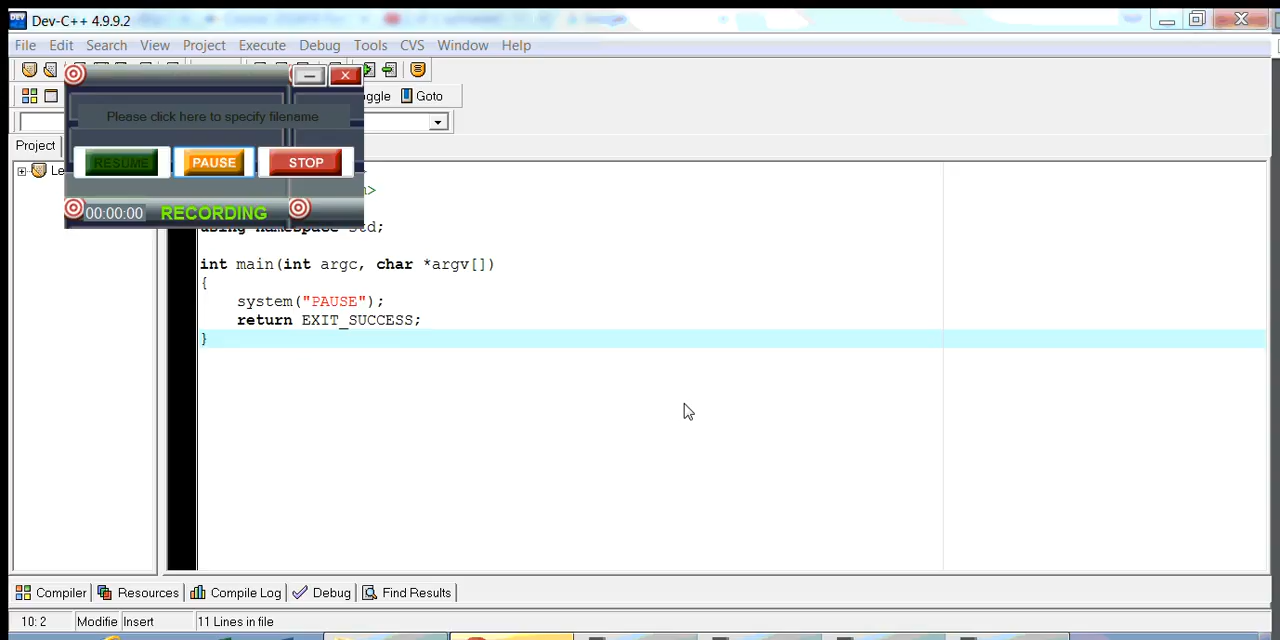 Dev-C++ 4.9.9.2
File Edit Search View Project Execute Debug Tools CVS Window Help
Goto
Please click here to specify filename
Project
RESUME PAUSE STOP
00:00:00 RECORDING
using namespace std;
int main(int argc, char *argv[])
{
system("PAUSE");
return EXIT_SUCCESS;
}
Compiler Resources Compile Log Debug Find Results
10: 2 Modifie Insert 11 Lines in file